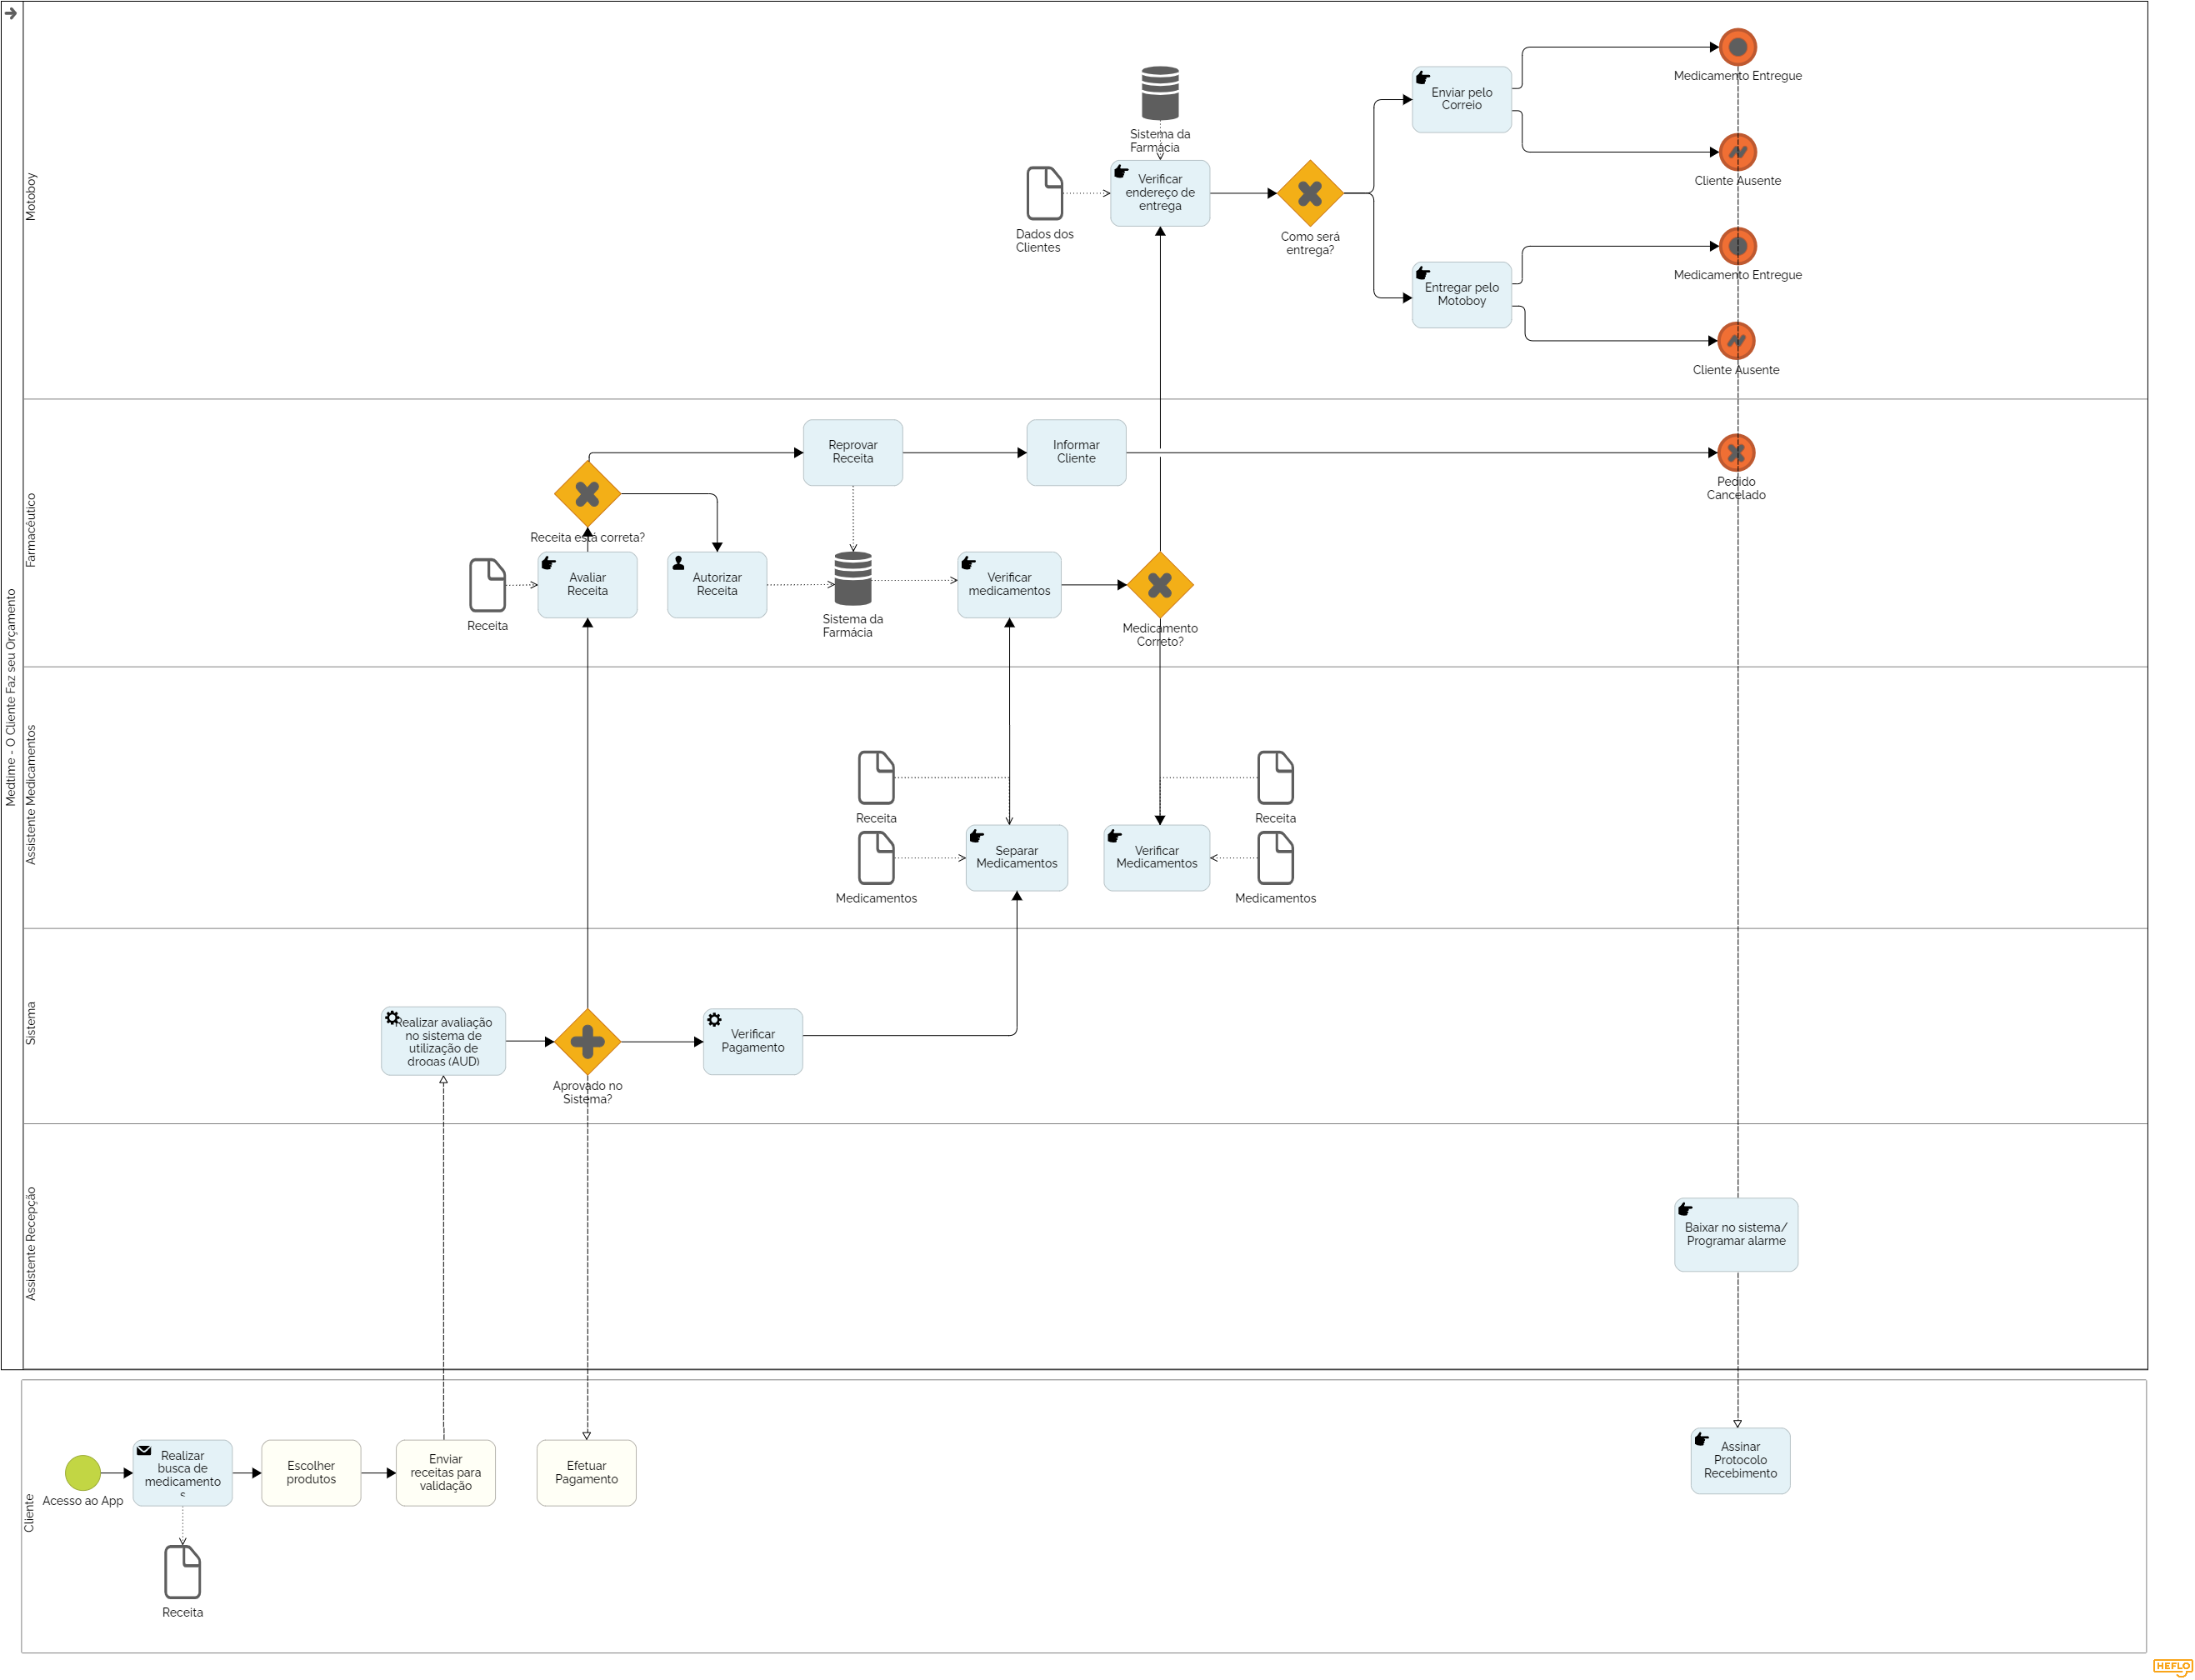 Medtime - O Cliente Faz seu Orçamento
Motoboy
Medicamento Entregue
Enviar pelo
Correio
Sistema da
Farmácia
Cliente Ausente
Verificar
endereço de
entrega
Dados dos
Clientes
Como será
entrega?
Medicamento Entregue
Entregar pelo
Motoboy
Cliente Ausente
Farmacêutico
Reprovar
Receita
Informar
Cliente
Pedido
Cancelado
Receita está correta?
Receita
Avaliar
Receita
Autorizar
Receita
Sistema da
Farmácia
Verificar
medicamentos
Medicamento
Correto?
Assistente Medicamentos
Receita
Receita
Separar
Medicamentos
Verificar
Medicamentos
Medicamentos
Medicamentos
Sistema
Realizar avaliação
no sistema de
utilização de
drogas (AUD)
Aprovado no
Sistema?
Verificar
Pagamento
Assistente Recepção
Baixar no sistema/
Programar alarme
Cliente
Acesso ao App
Realizar
busca de
medicamento
s
Escolher
produtos
Enviar
receitas para
validação
Efetuar
Pagamento
Assinar
Protocolo
Recebimento
Receita
HEFLO